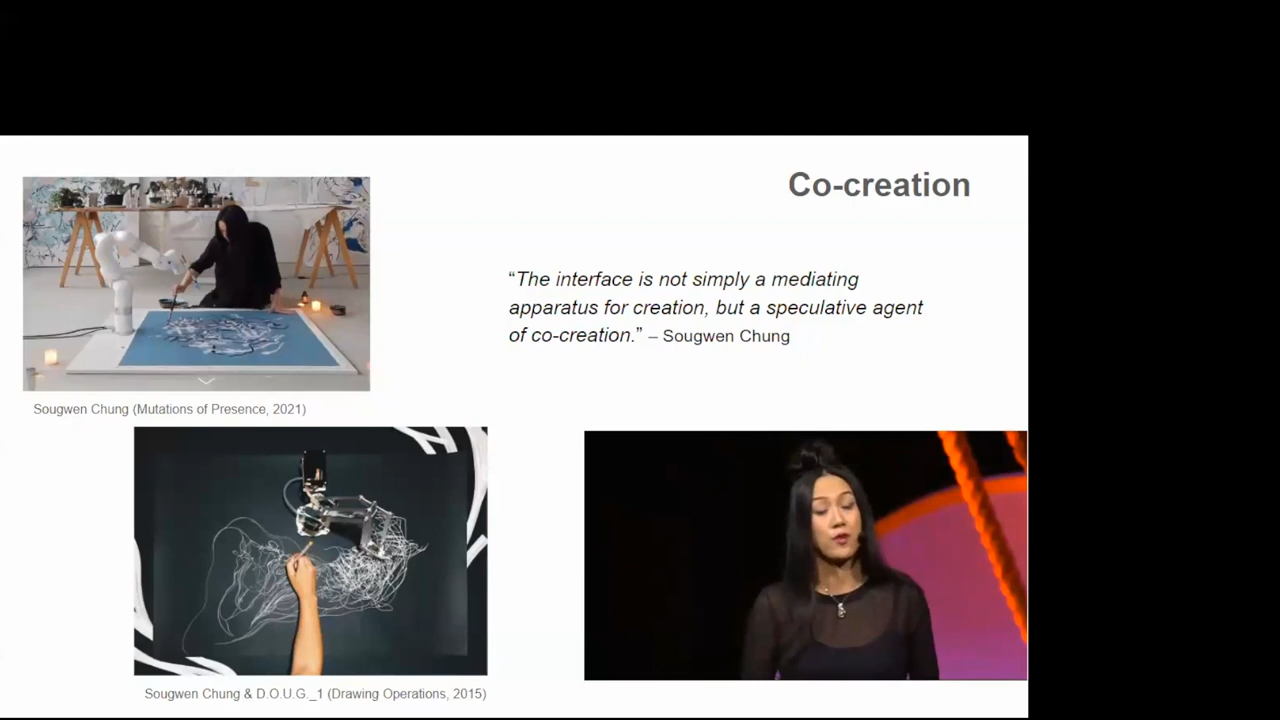 Co-creation
“The interface is not simply a mediating
apparatus for creation, but a speculative agent
of co-creation.” – Sougwen Chung
Sougwen Chung (Mutations of Presence, 2021)
Sougwen Chung & D.O.U.G._1 (Drawing Operations, 2015)